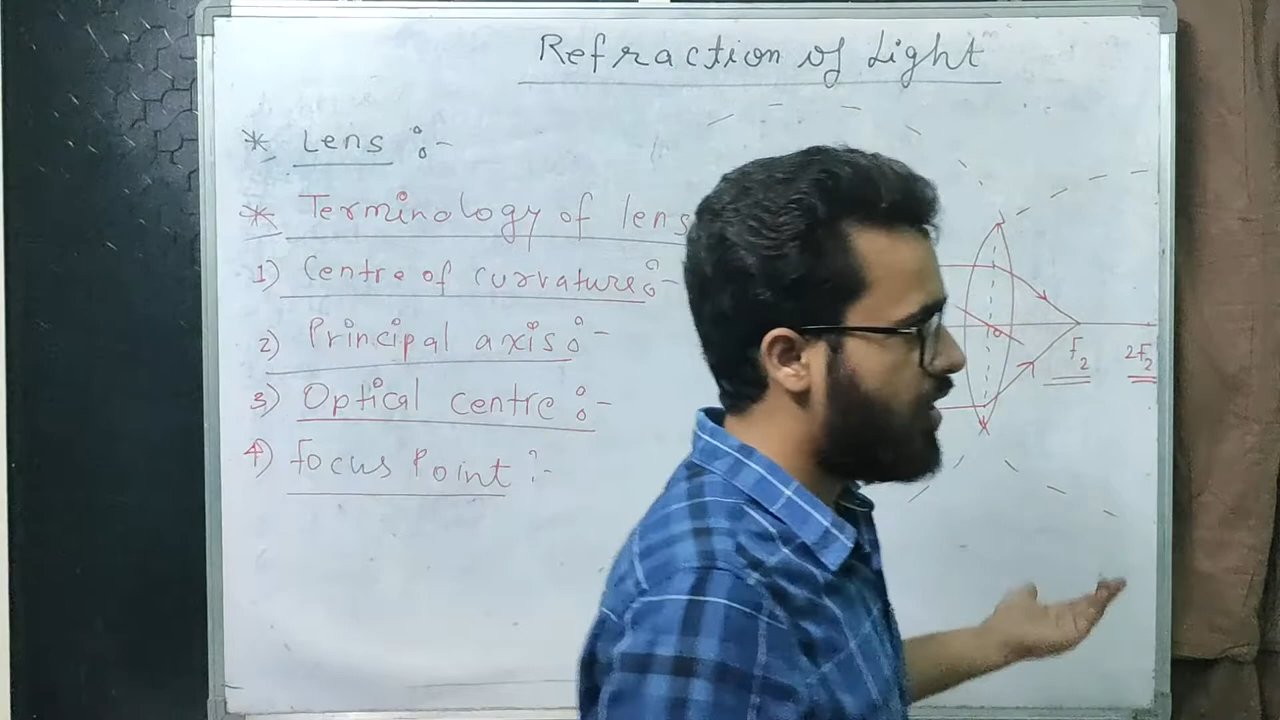 Refraction of Light
* Lens :-
* Terminology of lens
1) Centre of curvature :-
2) Principal axis :-
3) Optical centre :-
4) Focus Point :-
F2
2F2